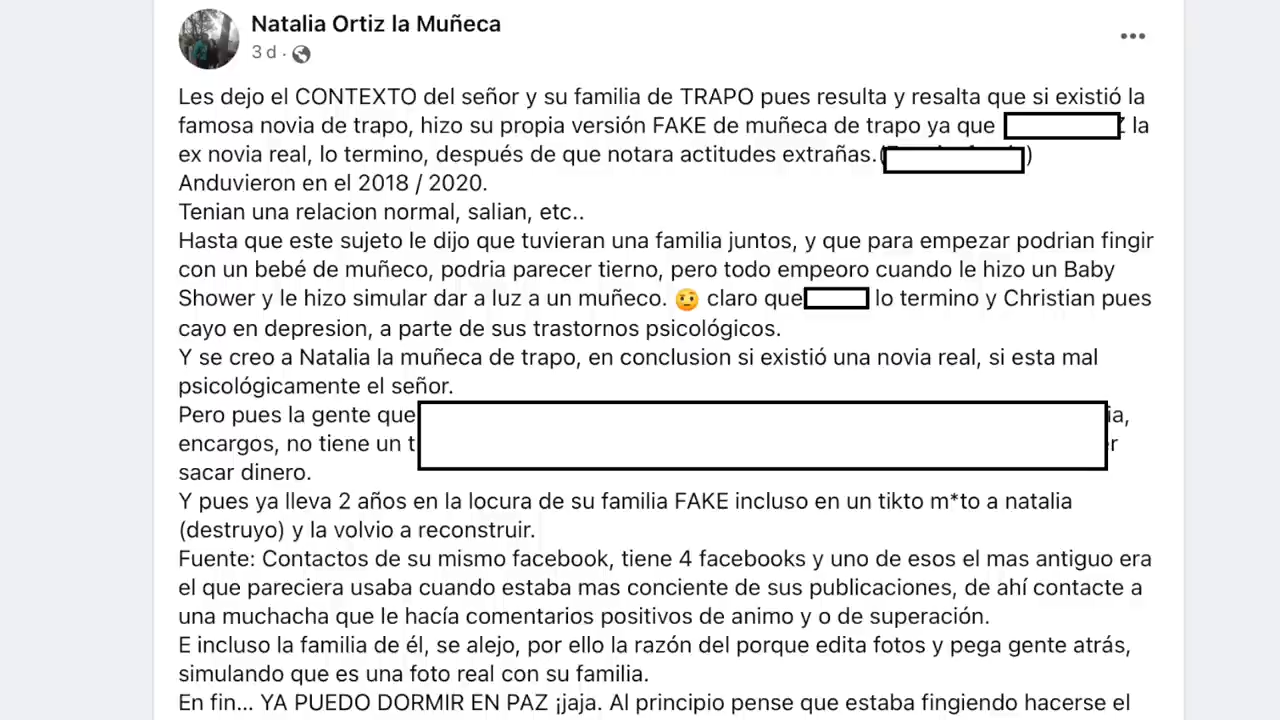 Natalia Ortiz la Muñeca
3 d ·
Les dejo el CONTEXTO del señor y su familia de TRAPO pues resulta y resalta que si existió la
famosa novia de trapo, hizo su propia versión FAKE de muñeca de trapo ya que la
ex novia real, lo termino, después de que notara actitudes extrañas.( )
Anduvieron en el 2018 / 2020.
Tenian una relacion normal, salian, etc..
Hasta que este sujeto le dijo que tuvieran una familia juntos, y que para empezar podrian fingir
con un bebé de muñeco, podria parecer tierno, pero todo empeoro cuando le hizo un Baby
Shower y le hizo simular dar a luz a un muñeco. 🤨 claro que lo termino y Christian pues
cayo en depresion, a parte de sus trastornos psicológicos.
Y se creo a Natalia la muñeca de trapo, en conclusion si existió una novia real, si esta mal
psicológicamente el señor.
Pero pues la gente que
encargos, no tiene un
sacar dinero.
Y pues ya lleva 2 años en la locura de su familia FAKE incluso en un tikto m*to a natalia
(destruyo) y la volvio a reconstruir.
Fuente: Contactos de su mismo facebook, tiene 4 facebooks y uno de esos el mas antiguo era
el que pareciera usaba cuando estaba mas conciente de sus publicaciones, de ahí contacte a
una muchacha que le hacía comentarios positivos de animo y o de superación.
E incluso la familia de él, se alejo, por ello la razón del porque edita fotos y pega gente atrás,
simulando que es una foto real con su familia.
En fin... YA PUEDO DORMIR EN PAZ ¡jaja. Al principio pense que estaba fingiendo hacerse el